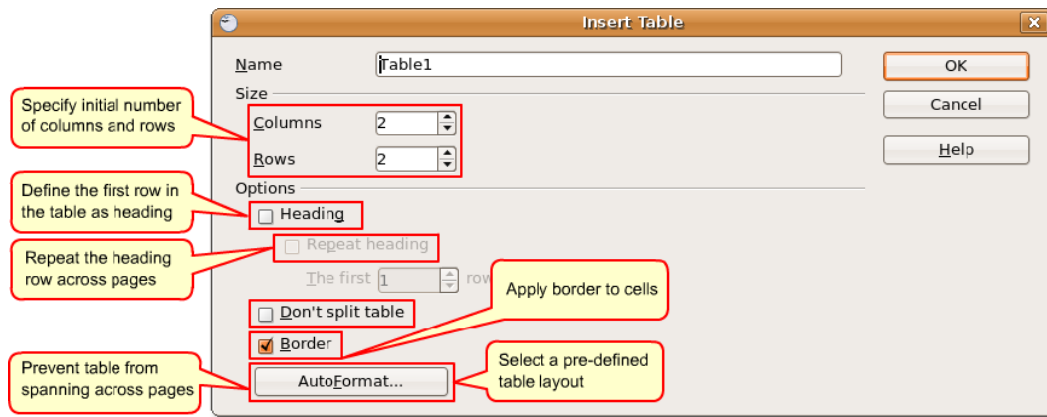 Insert Table
Name
Table1
OK
Size
Cancel
Specify initial number
of columns and rows
Columns
2
Rows
2
Help
Options
Define the first row in
the table as heading
Heading
Repeat the heading
row across pages
Repeat heading
The first 1 row
Apply border to cells
Don't split table
Border
Prevent table from
spanning across pages
AutoFormat...
Select a pre-defined
table layout